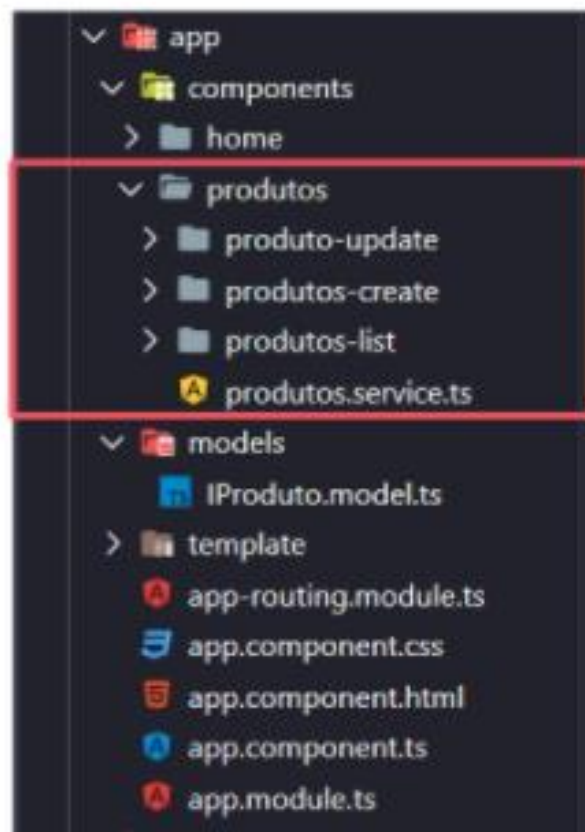 app
components
home
produtos
produto-update
produtos-create
produtos-list
produtos.service.ts
models
IProduto.model.ts
template
app-routing.module.ts
app.component.css
app.component.html
app.component.ts
app.module.ts